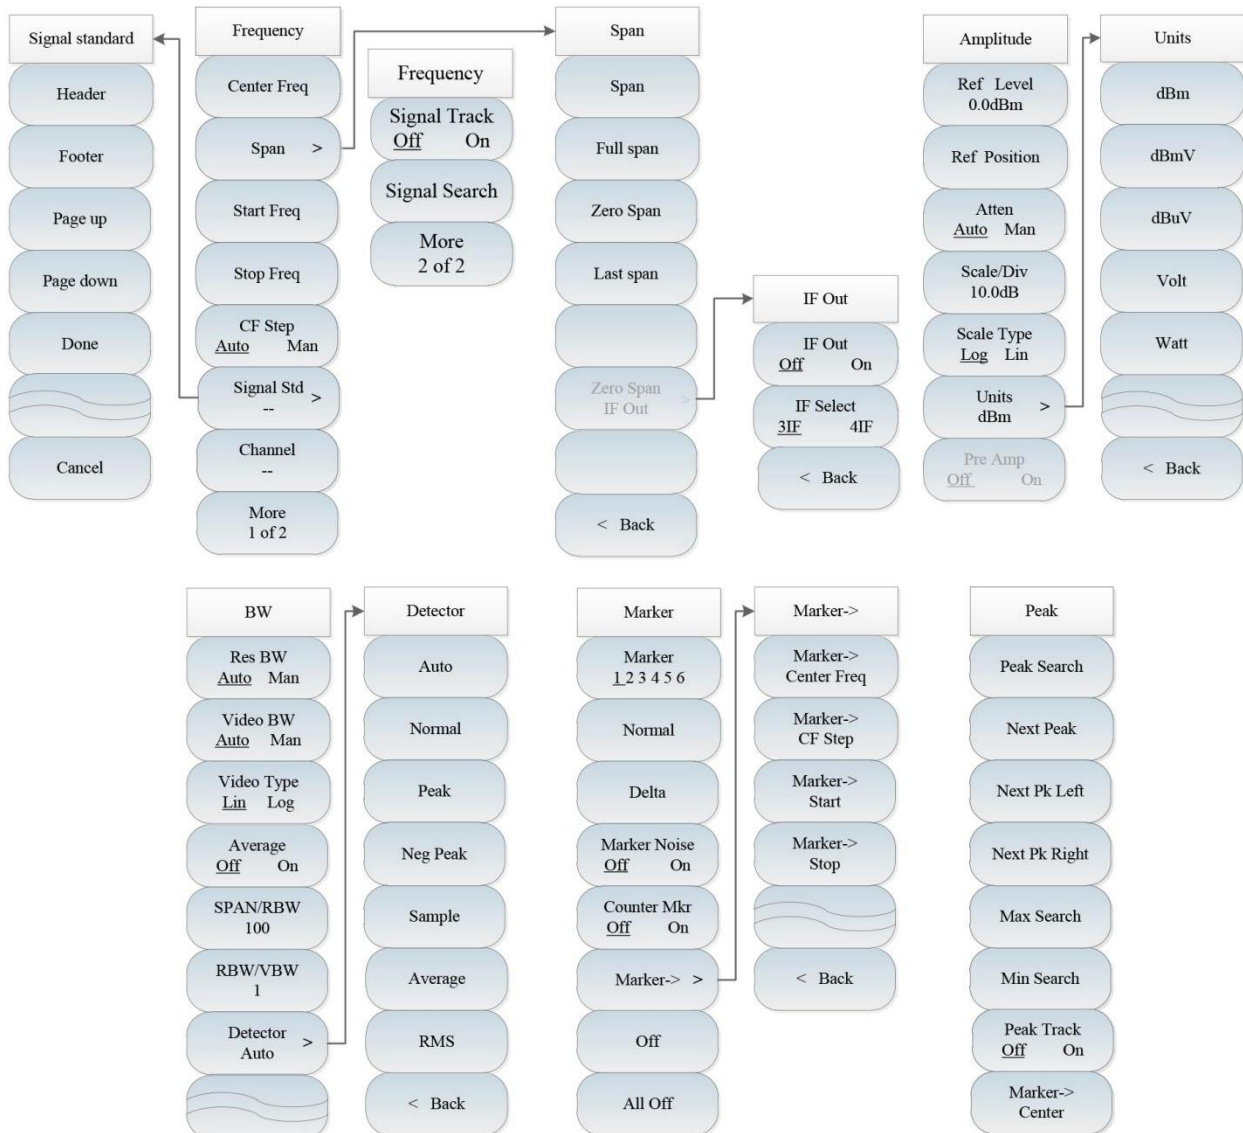 Signal standard
Header
Footer
Page up
Page down
Done
Cancel
Frequency
Center Freq
Span >
Start Freq
Stop Freq
CF Step
Auto Man
Signal Std >
--
Channel
--
More
1 of 2
Frequency
Signal Track
Off On
Signal Search
More
2 of 2
Span
Span
Full span
Zero Span
Last span
Zero Span >
IF Out
< Back
IF Out
IF Out
Off On
IF Select
3IF 4IF
< Back
Amplitude
Ref Level
0.0dBm
Ref Position
Atten
Auto Man
Scale/Div
10.0dB
Scale Type
Log Lin
Units >
dBm
Pre Amp
Off On
Units
dBm
dBmV
dBuV
Volt
Watt
< Back
BW
Res BW
Auto Man
Video BW
Auto Man
Video Type
Lin Log
Average
Off On
SPAN/RBW
100
RBW/VBW
1
Detector >
Auto
Detector
Auto
Normal
Peak
Neg Peak
Sample
Average
RMS
< Back
Marker
Marker
1 2 3 4 5 6
Normal
Delta
Marker Noise
Off On
Counter Mkr
Off On
Marker-> >
Off
All Off
Marker->
Marker->
Center Freq
Marker->
CF Step
Marker->
Start
Marker->
Stop
< Back
Peak
Peak Search
Next Peak
Next Pk Left
Next Pk Right
Max Search
Min Search
Peak Track
Off On
Marker->
Center